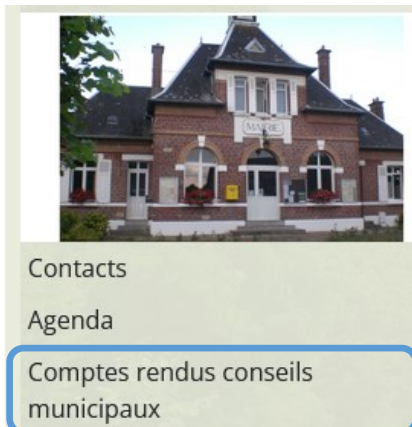 MAIRIE
Contacts
Agenda
Comptes rendus conseils
municipaux